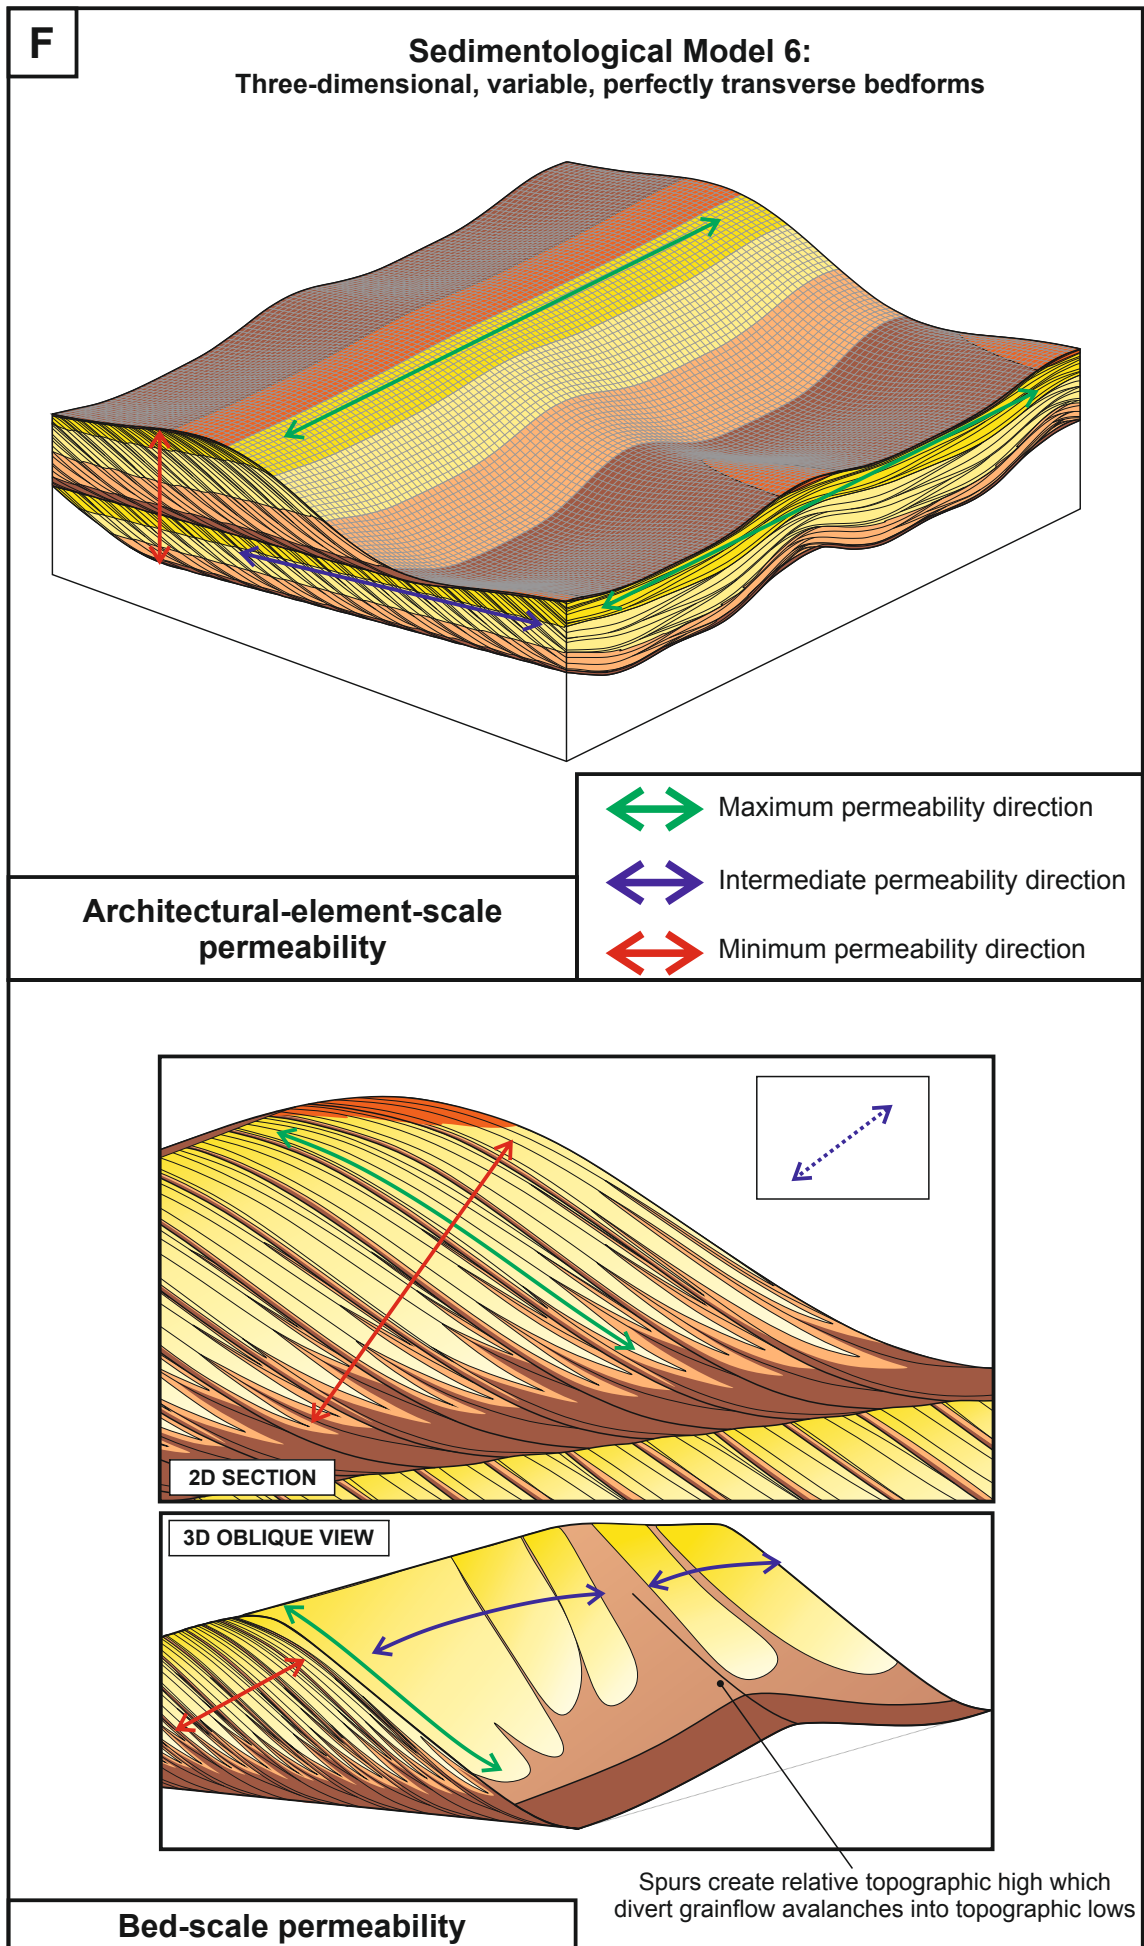 F
Sedimentological Model 6:
Three-dimensional, variable, perfectly transverse bedforms
Maximum permeability direction
Intermediate permeability direction
Minimum permeability direction
Architectural-element-scale
permeability
2D SECTION
3D OBLIQUE VIEW
Spurs create relative topographic high which
divert grainflow avalanches into topographic lows
Bed-scale permeability